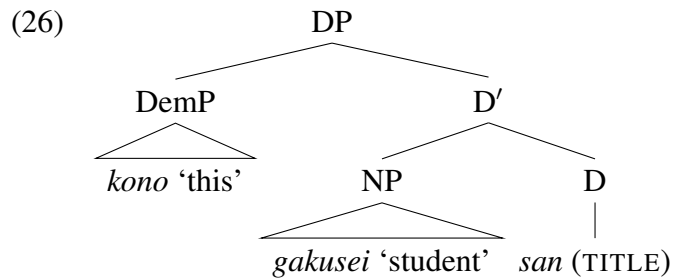 (26) DP
DemP D′
kono ‘this’ NP D
gakusei ‘student’ san (TITLE)